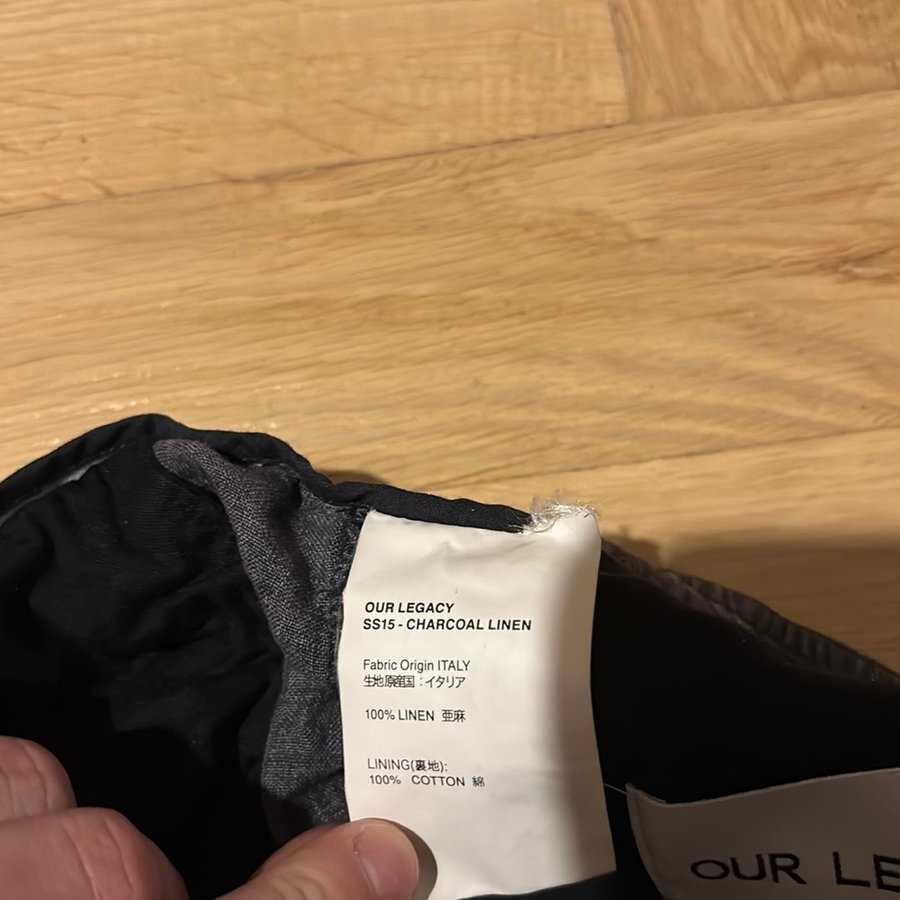 OUR LEGACY
SS15 - CHARCOAL LINEN
Fabric Origin ITALY
生地原産国：イタリア
100% LINEN 亜麻
LINING(裏地):
100% COTTON 綿
OUR LE